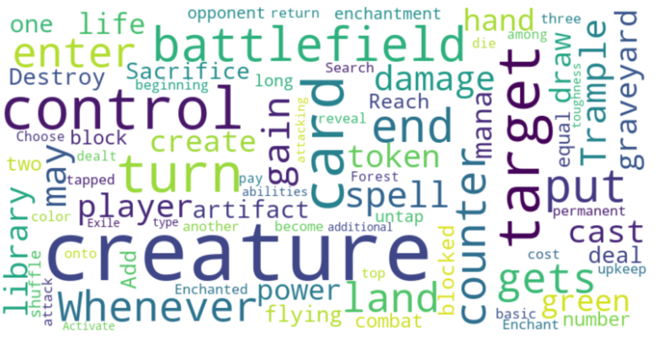 one life
opponent return enchantment
hand three
enter battlefield
among
die
draw
graveyard
Destroy Sacrifice long Search damage
beginning
control
gain
card
Reach
end
mana
target
equal
toughness
Trample
Choose block create
reveal
attacking
token
counter
two
dealt
may
tapped turn
pay
abilities
Forest
spell
put
library
player artifact
untap
permanent
color
Exile type another become additional
cast
creature
blocked
cost
deal
onto
top
gets
upkeep
shuffle
attack
Add
Enchanted power land
Whenever
flying combat
basic green
Enchant number
Activate